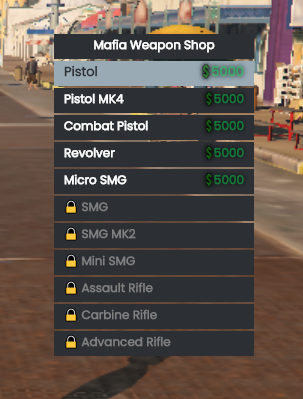 Mafia Weapon Shop
Pistol $5000
Pistol MK4 $5000
Combat Pistol $5000
Revolver $5000
Micro SMG $5000
SMG
SMG MK2
Mini SMG
Assault Rifle
Carbine Rifle
Advanced Rifle